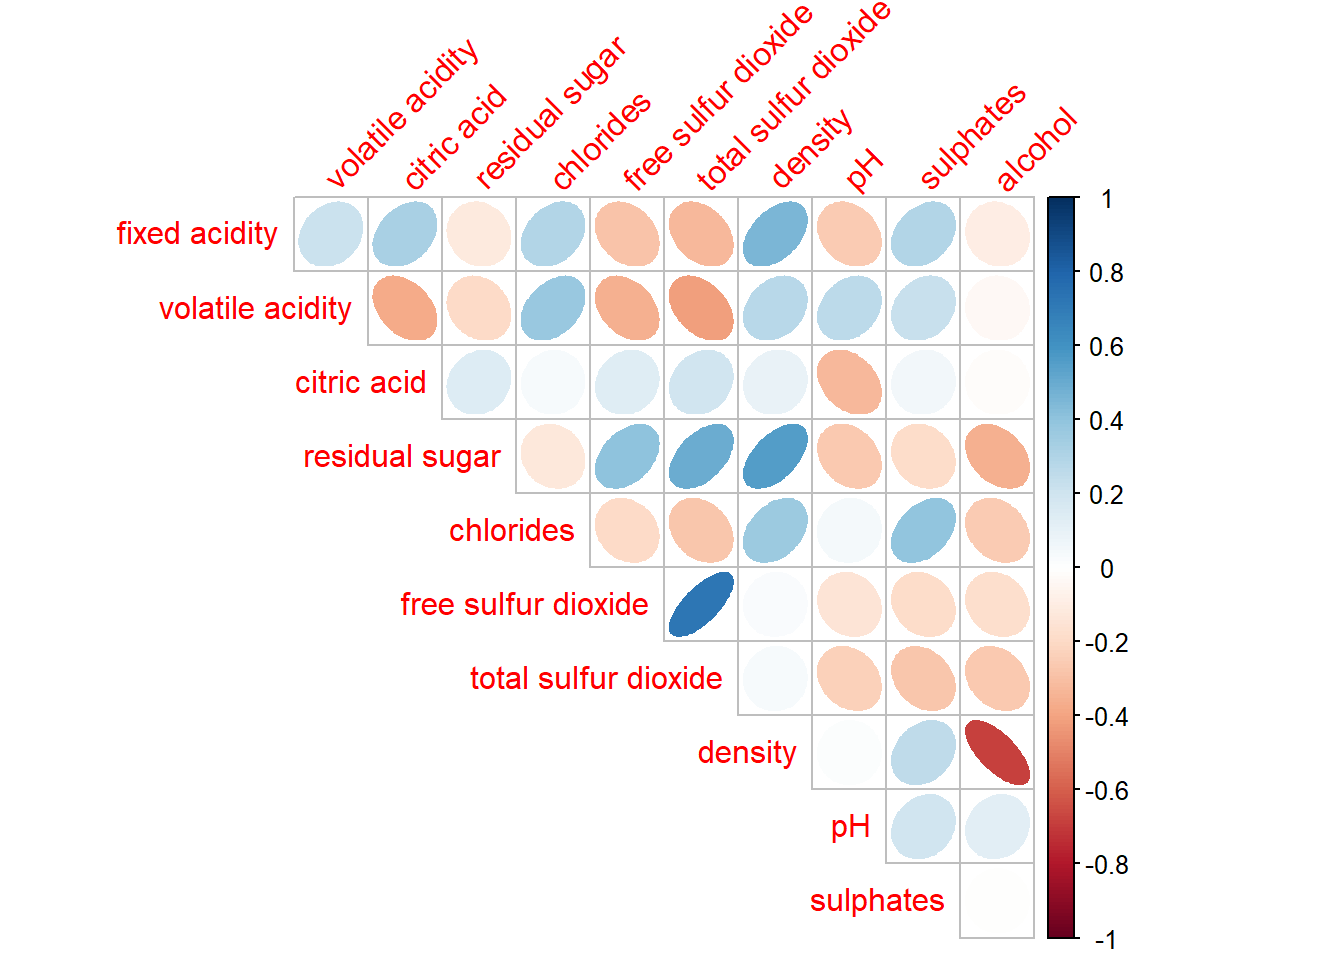 volatile acidity
citric acid
residual sugar
chlorides
free sulfur dioxide
total sulfur dioxide
density
pH
sulphates
alcohol
fixed acidity
volatile acidity
citric acid
residual sugar
chlorides
free sulfur dioxide
total sulfur dioxide
density
pH
sulphates
1
0.8
0.6
0.4
0.2
0
-0.2
-0.4
-0.6
-0.8
-1